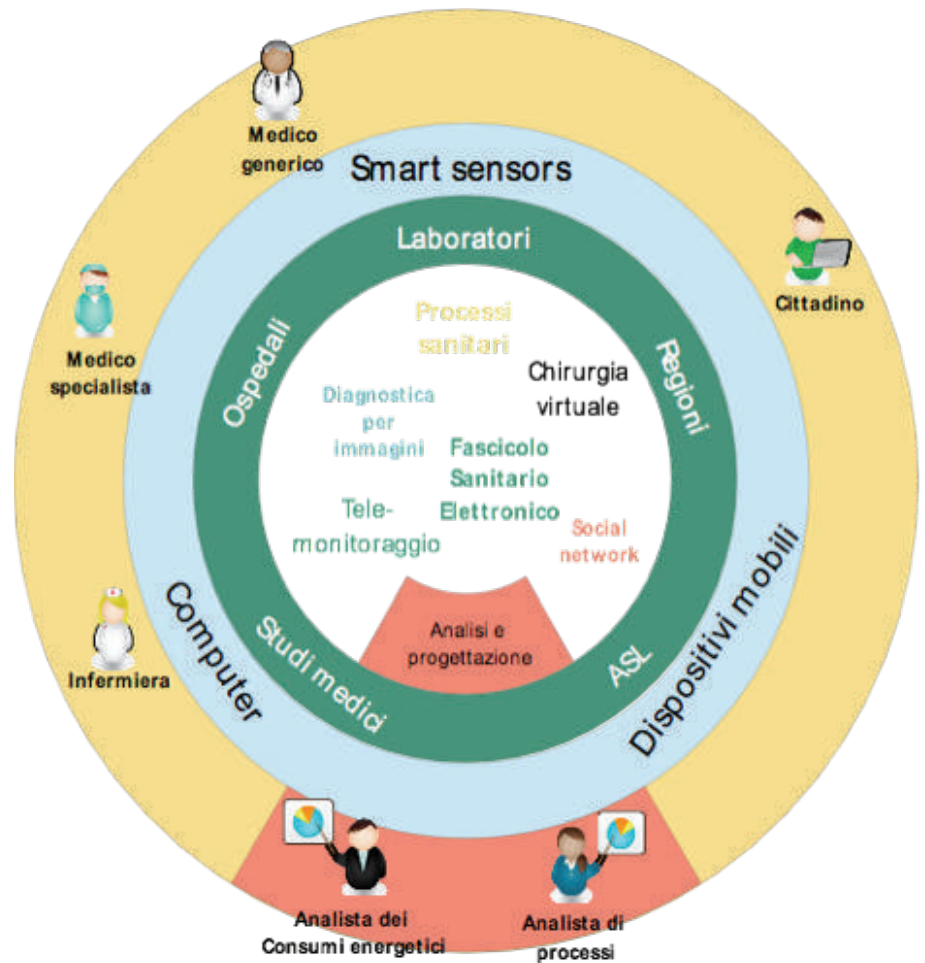 Medico
generico
Smart sensors
Laboratori
Cittadino
Medico
specialista
Ospedali
Regioni
Processi
sanitari
Chirurgia
virtuale
Diagnostica
per
immagini
Fascicolo
Sanitario
Elettronico
Tele-
monitoraggio
Social
network
Infermiera
Computer
Studi medici
Analisi e
progettazione
ASL
Dispositivi mobili
Analista dei
Consumi energetici
Analista di
processi